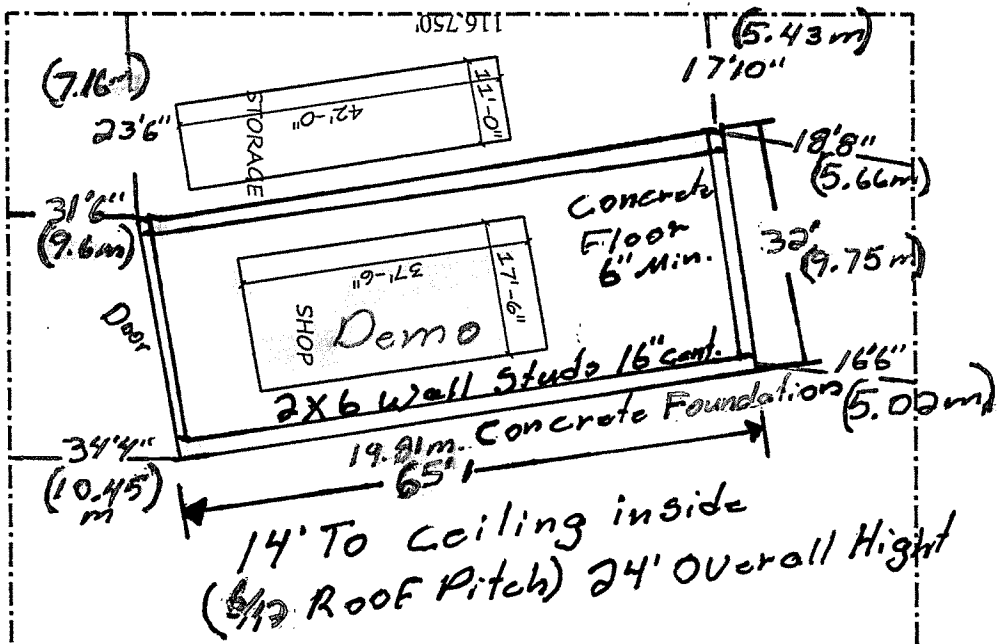 116.750'
(5.43m)
17'10"
(7.16m)
23'6"
STORAGE
42'-0"
11'-0"
18'8"
(5.66m)
31'6"
(9.6m)
Concrete
Floor
6" Min.
32'
(9.75m)
Door
37'-6"
17'-6"
SHOP
Demo
2x6 Wall Studs 16" cent.
16'6"
(5.02m)
Concrete Foundation
34'4"
(10.45
m)
19.81m.
65'
14' To Ceiling inside
(6/12 Roof Pitch) 24' Overall Hight